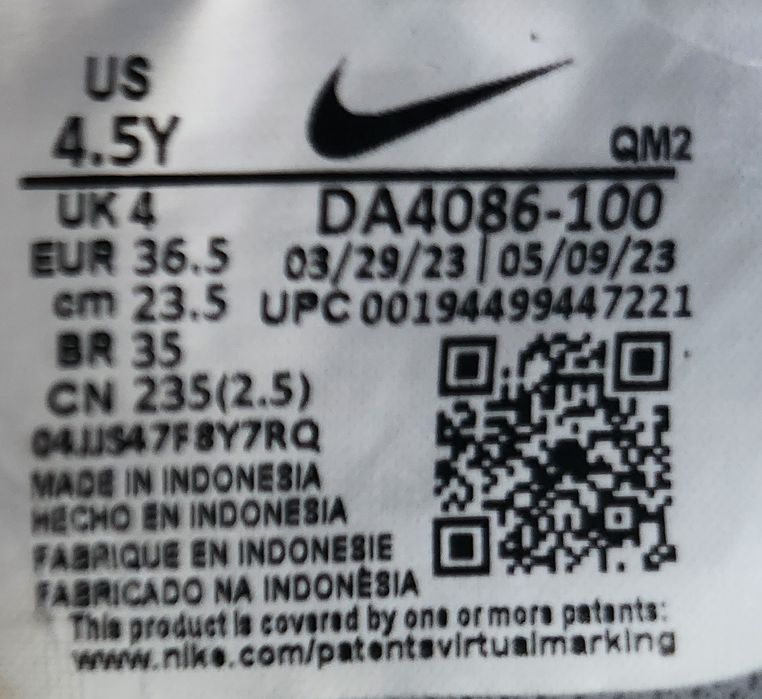 US
4.5Y
QM2
UK 4
DA4086-100
EUR 36.5
03/29/23 | 05/09/23
cm 23.5
UPC 00194499447221
BR 35
CN 235(2.5)
04JJS47F8Y7RQ
MADE IN INDONESIA
HECHO EN INDONESIA
FABRIQUE EN INDONESIE
FABRICADO NA INDONÉSIA
This product is covered by one or more patents:
www.nike.com/patentsvirtualmarking